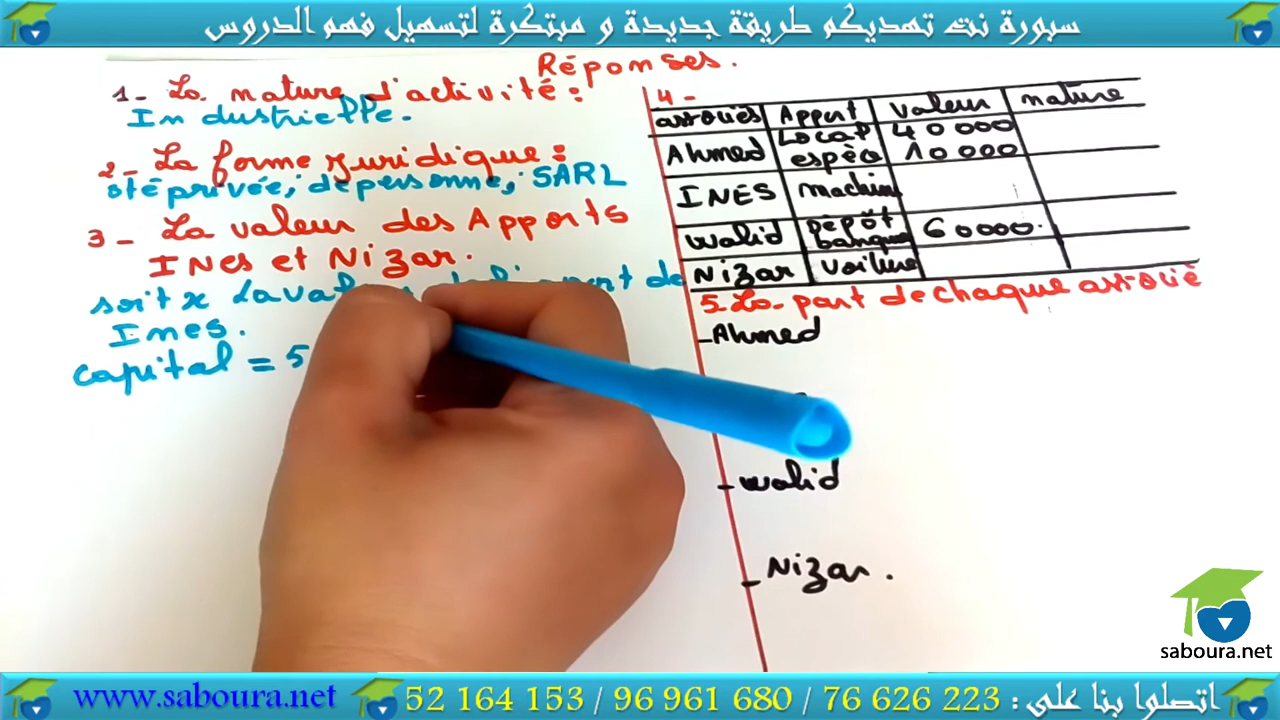 سبورة نت تهديكم طريقة جديدة و مبتكرة لتسهيل فهم الدروس
Réponses.
1- La nature d'activité :
Industrielle.
2- La forme juridique :
sté privée, de personne, SARL
3- La valeur des Apports
INes et Nizar.
soit x La de
Ines.
capital = 5
4-
associés Apport valeur nature
Ahmed Local 40 000
espèce 10 000
INES machine
walid dépôt banque 60000.
Nizar voiture
5. La part de chaque associé
- Ahmed
- walid
- Nizar.
saboura.net
www.saboura.net 52 164 153 / 96 961 680 / 76 626 223 : اتصلوا بنا على